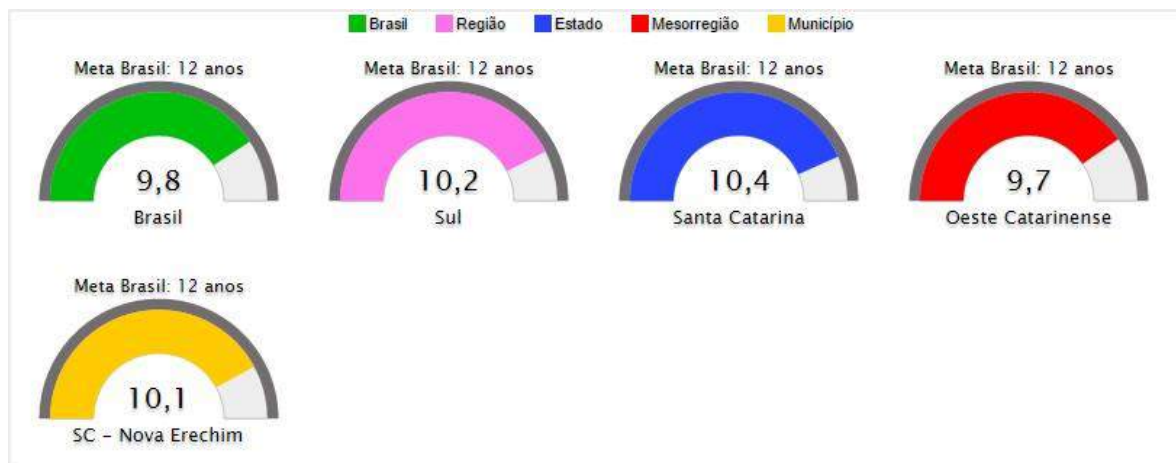 Brasil Região Estado Mesorregião Município
Meta Brasil: 12 anos Meta Brasil: 12 anos Meta Brasil: 12 anos Meta Brasil: 12 anos
9,8 10,2 10,4 9,7
Brasil Sul Santa Catarina Oeste Catarinense
Meta Brasil: 12 anos
10,1
SC - Nova Erechim